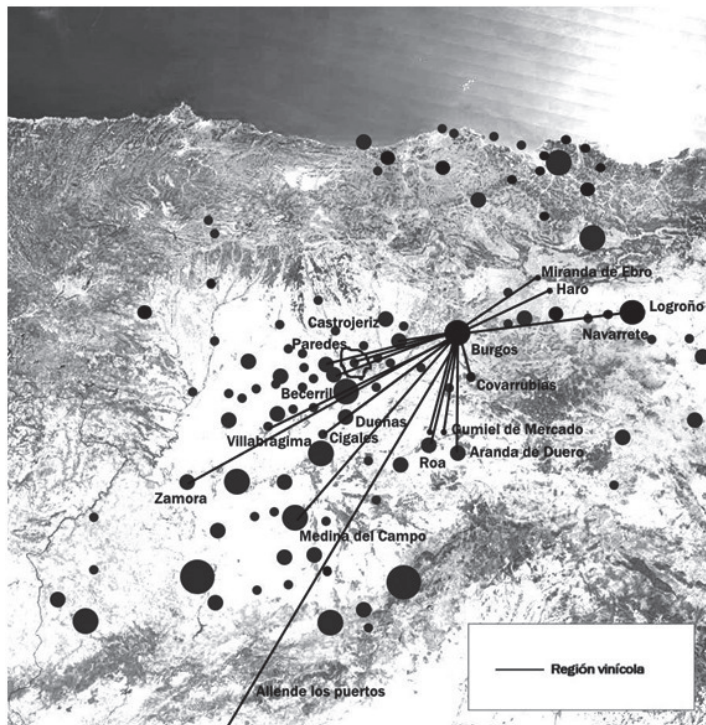 Miranda de Ebro
Haro
Logroño
Navarrete
Castrojeriz
Burgos
Paredes
Covarrubias
Becerril
Dueñas
Gumiel de Mercado
Villabrágima
Cigales
Aranda de Duero
Roa
Zamora
Medina del Campo
Región vinícola
Allende los puertos